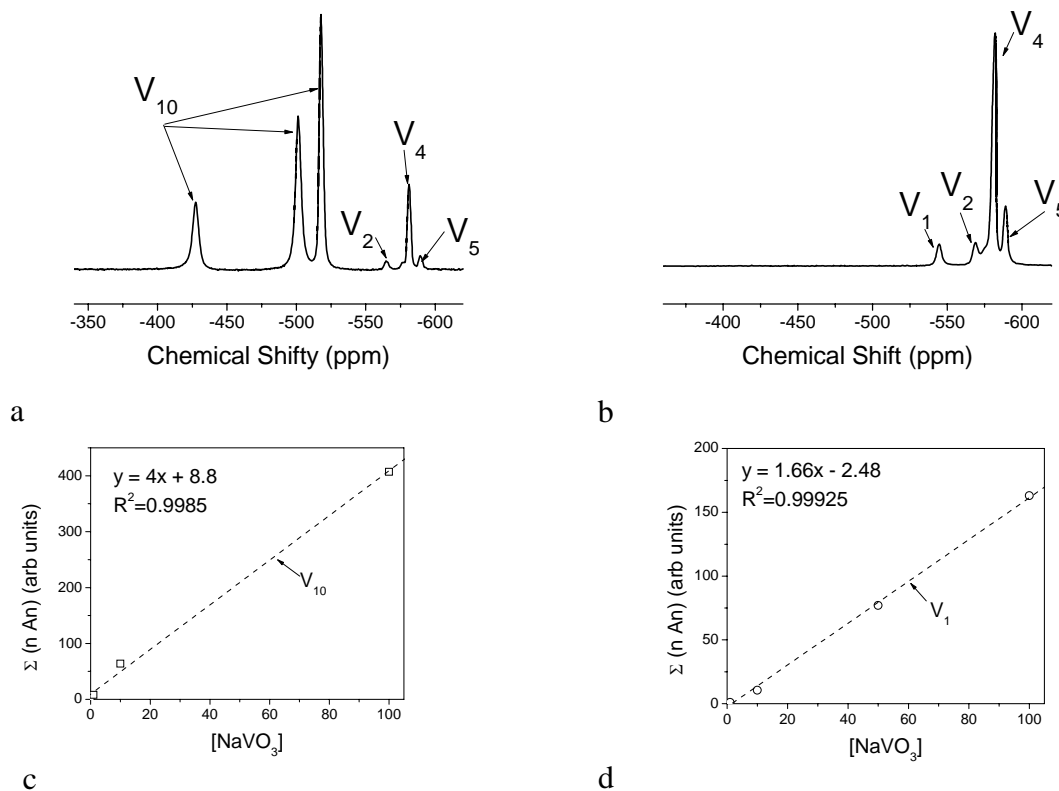 V10
V2
V4
V5
-350 -400 -450 -500 -550 -600
Chemical Shifty (ppm)
a
V1
V2
V4
V5
-400 -450 -500 -550 -600
Chemical Shift (ppm)
b
y = 4x + 8.8
R²=0.9985
400
300
200
100
0
Σ (n An) (arb units)
V10
0 20 40 60 80 100
[NaVO3]
c
y = 1.66x - 2.48
R²=0.99925
200
150
100
50
0
Σ (n An) (arb units)
V1
0 20 40 60 80 100
[NaVO3]
d